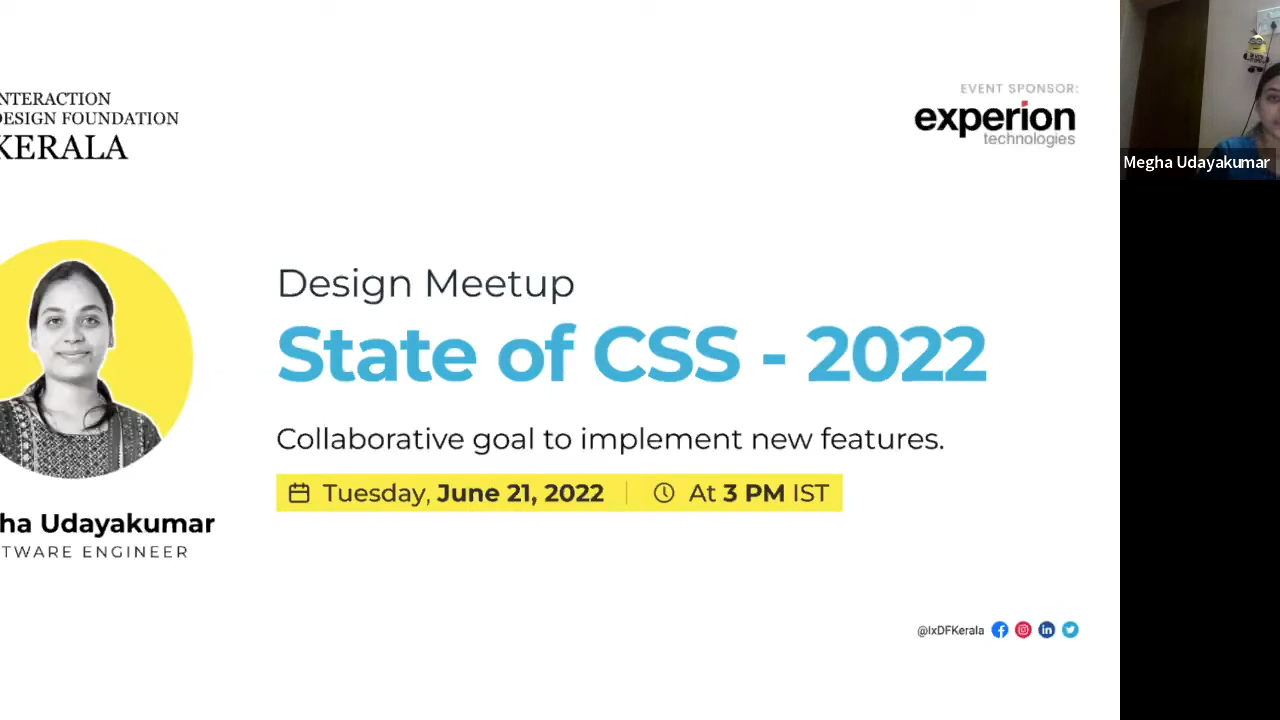 NTERACTION
DESIGN FOUNDATION
KERALA
EVENT SPONSOR:
experion
technologies
Design Meetup
State of CSS - 2022
Collaborative goal to implement new features.
Tuesday, June 21, 2022 | At 3 PM IST
ha Udayakumar
TWARE ENGINEER
@IxDFKerala
Megha Udayakumar